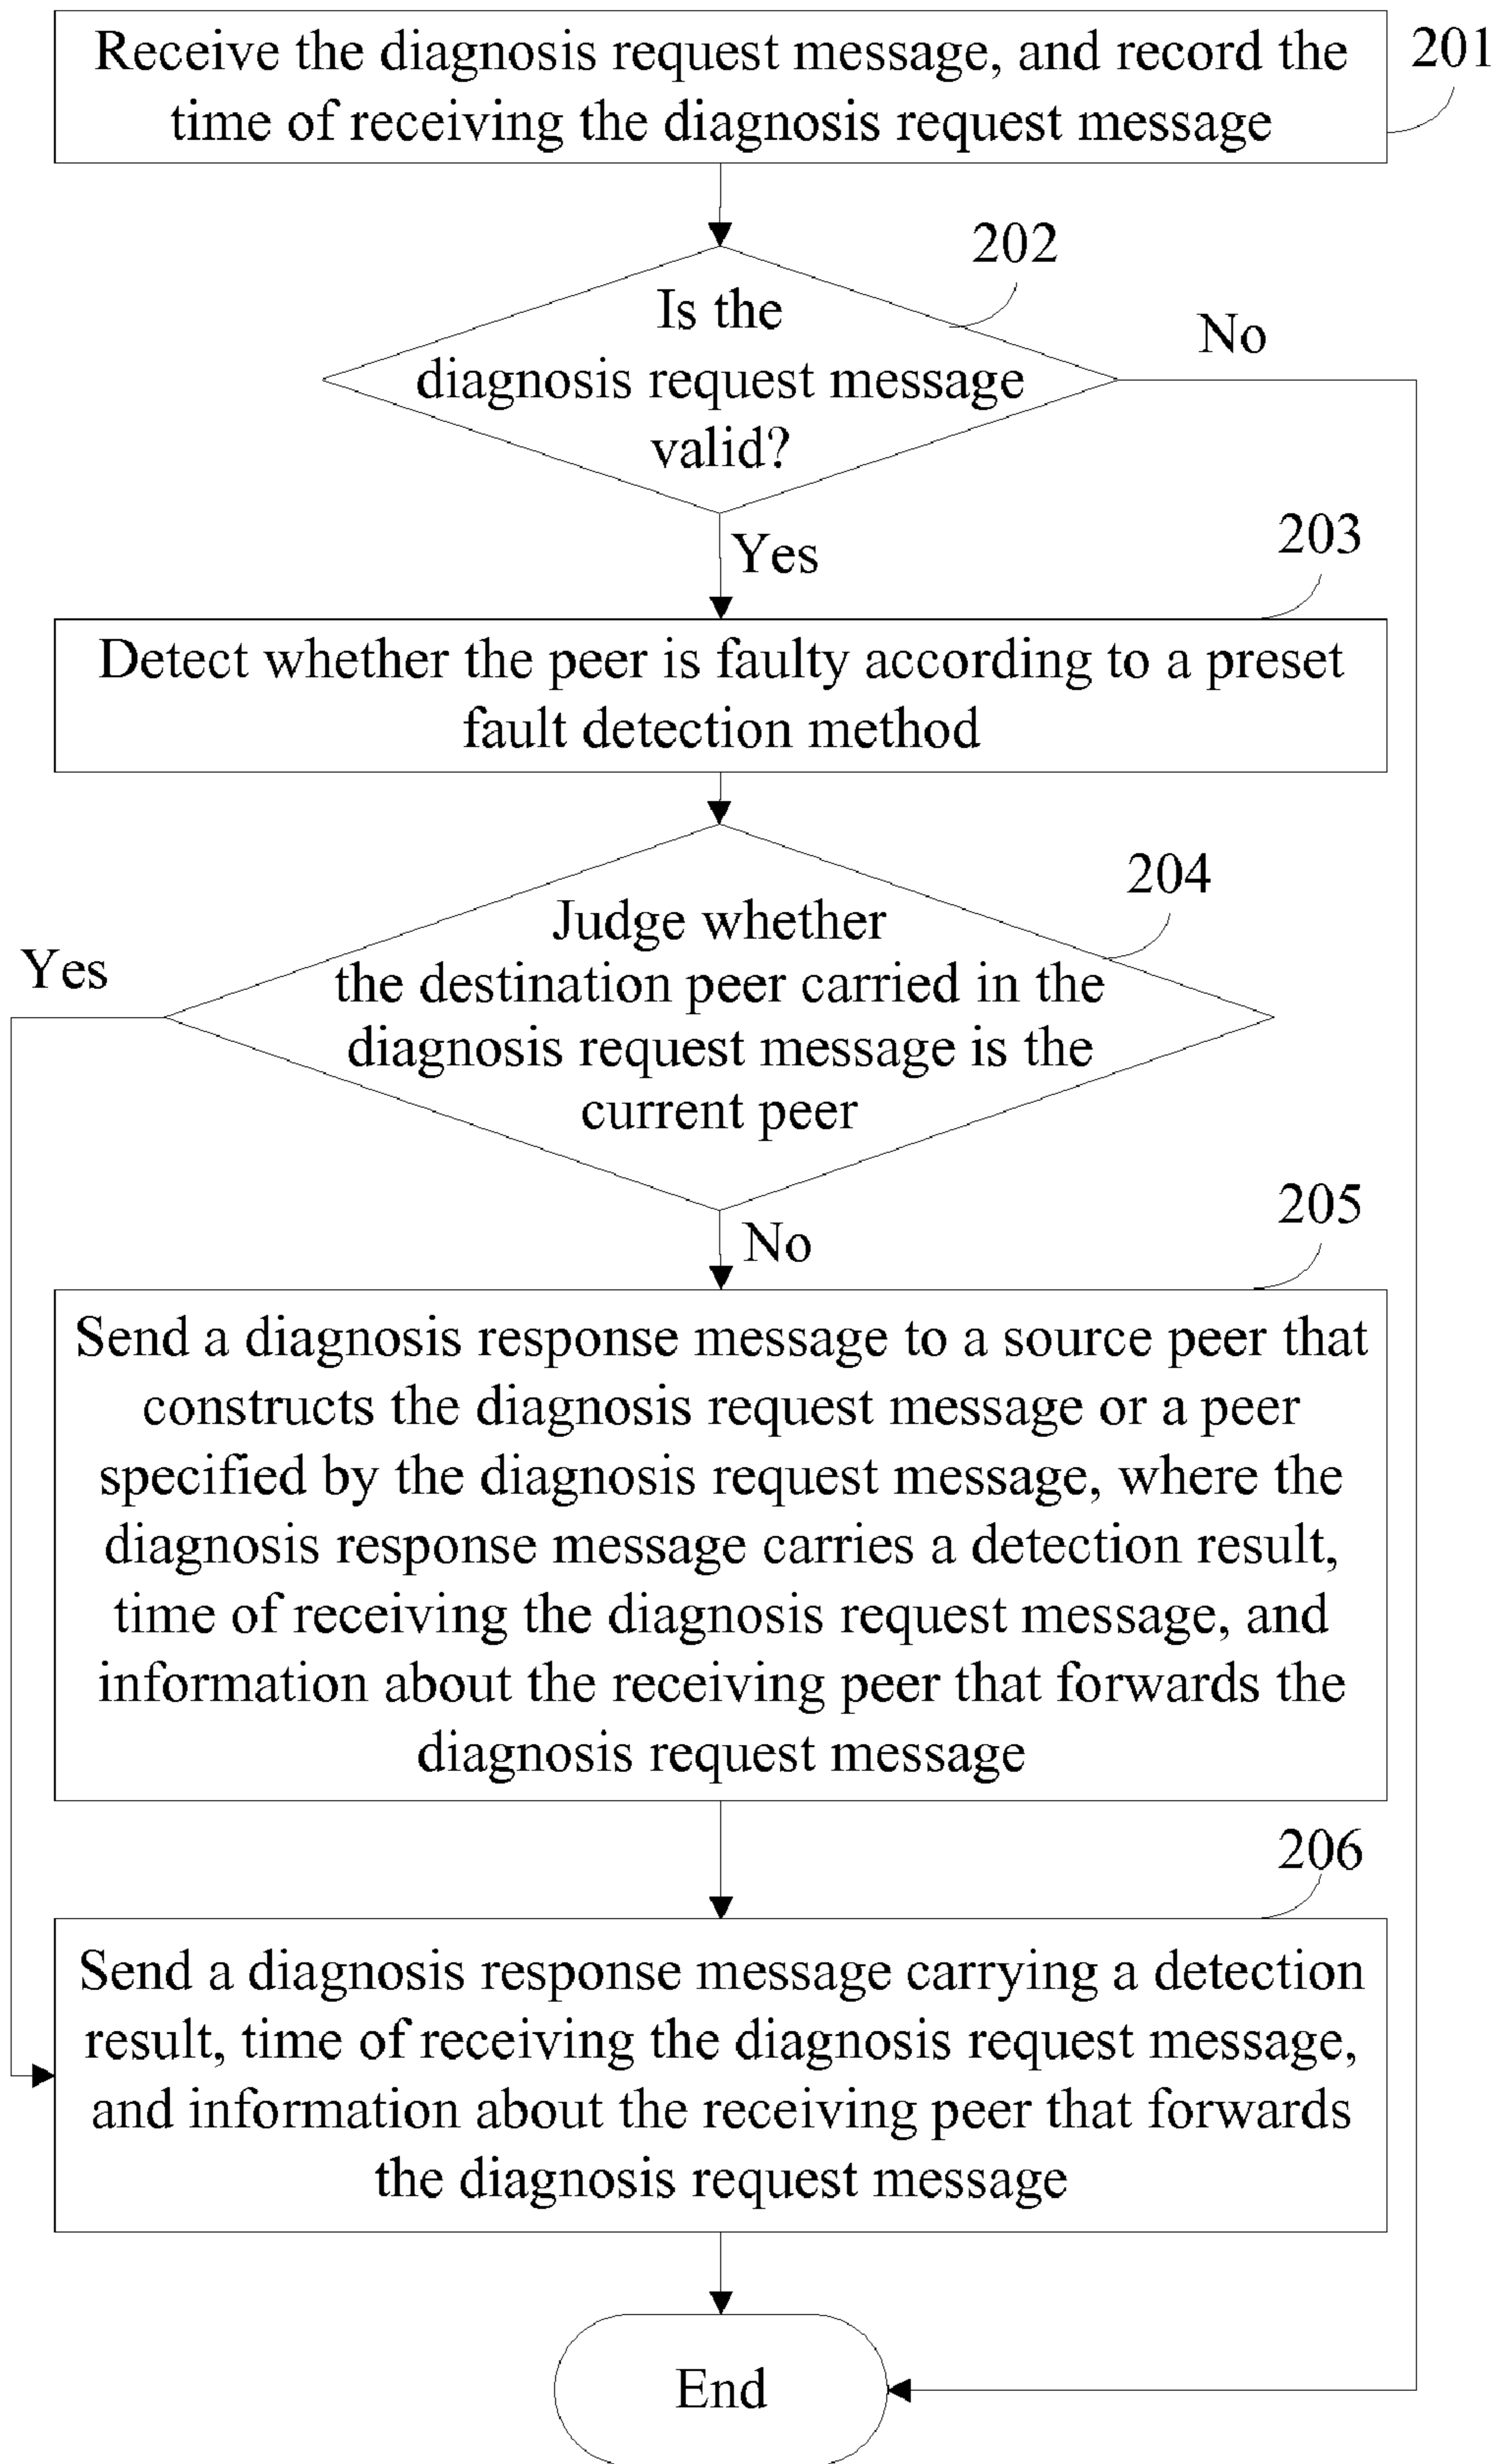 Receive the diagnosis request message, and record the
time of receiving the diagnosis request message
201
202
Is the
diagnosis request message
valid?
No
Yes
203
Detect whether the peer is faulty according to a preset
fault detection method
204
Judge whether
the destination peer carried in the
diagnosis request message is the
current peer
Yes
No
205
Send a diagnosis response message to a source peer that
constructs the diagnosis request message or a peer
specified by the diagnosis request message, where the
diagnosis response message carries a detection result,
time of receiving the diagnosis request message, and
information about the receiving peer that forwards the
diagnosis request message
206
Send a diagnosis response message carrying a detection
result, time of receiving the diagnosis request message,
and information about the receiving peer that forwards
the diagnosis request message
End